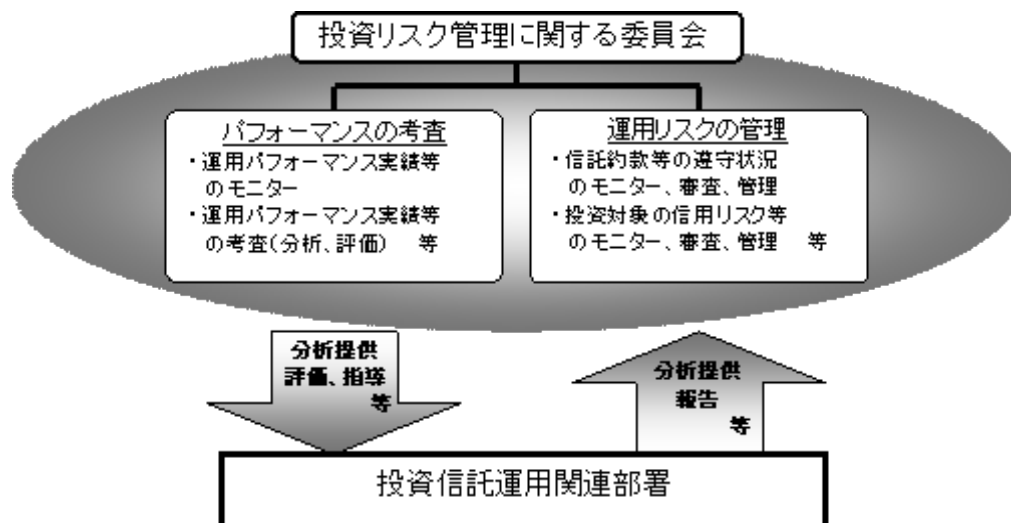 投資リスク管理に関する委員会
パフォーマンスの考査
・運用パフォーマンス実績等
のモニター
・運用パフォーマンス実績等
の考査(分析、評価)　等
運用リスクの管理
・信託約款等の遵守状況
のモニター、審査、管理
・投資対象の信用リスク等
のモニター、審査、管理　等
分析提供
評価、指導
等
分析提供
報告
等
投資信託運用関連部署